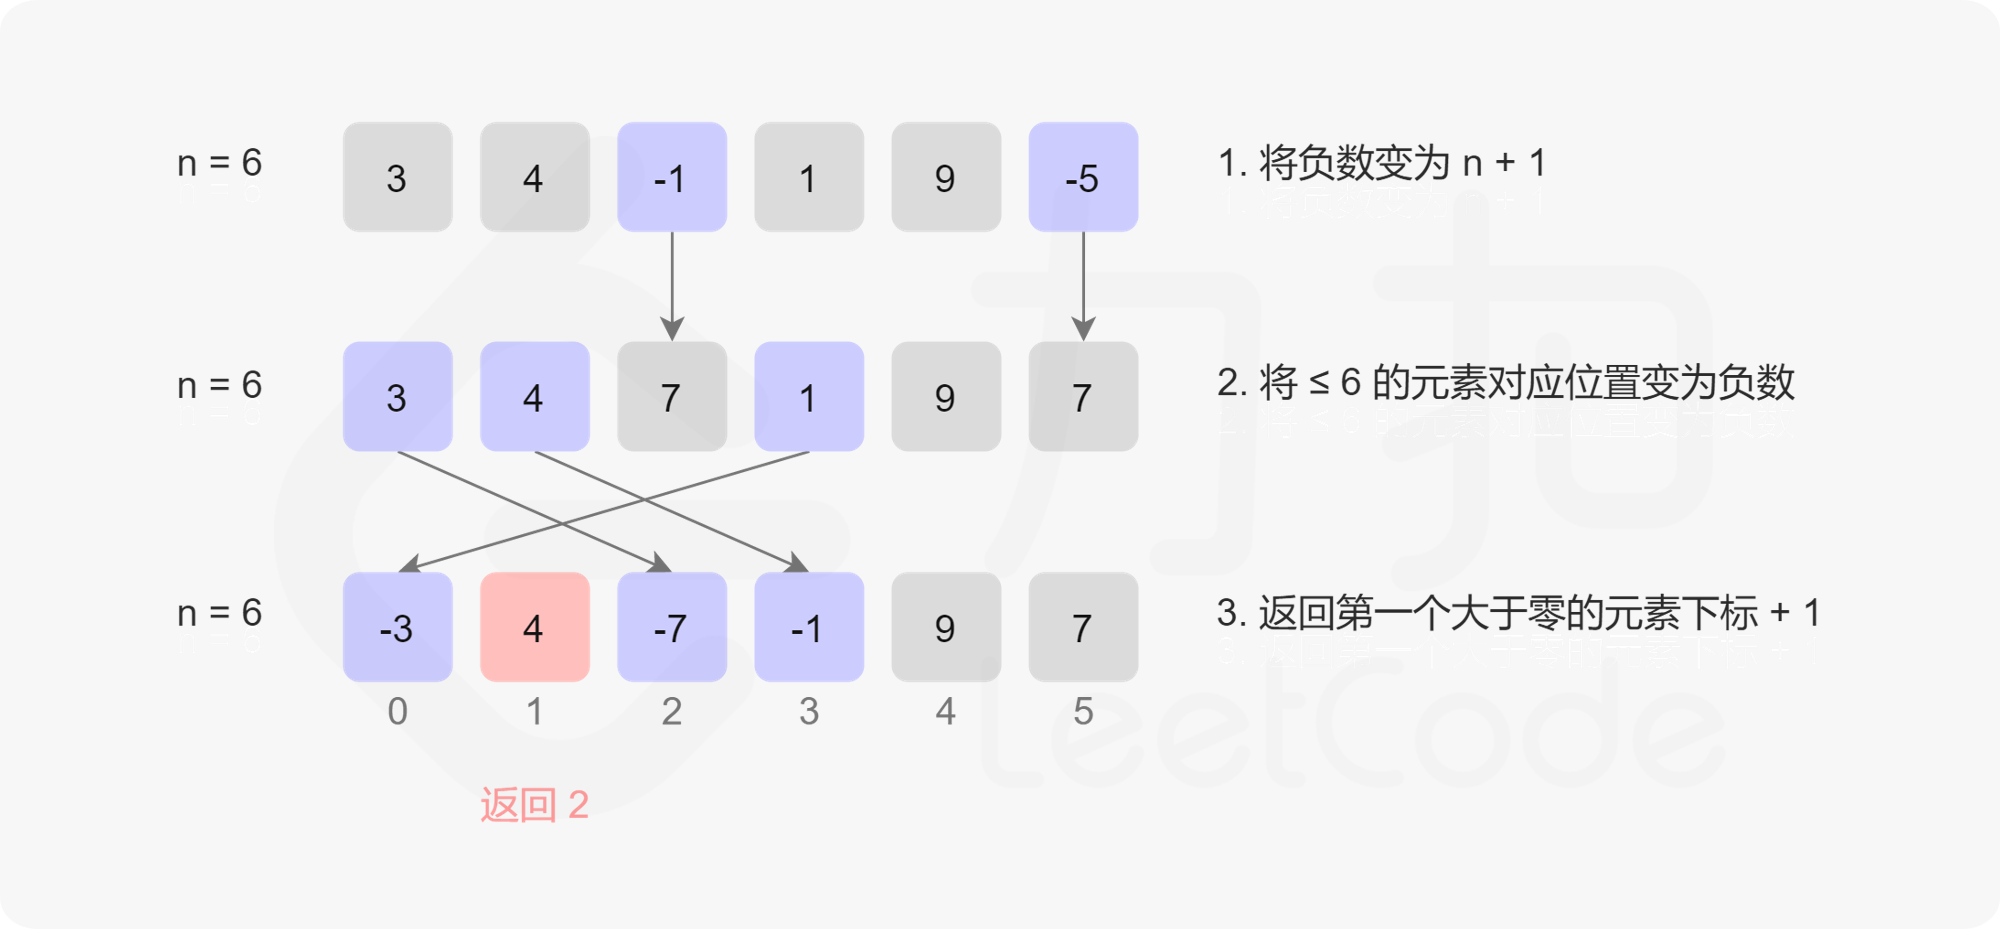 n = 6 3 4 -1 1 9 -5 1. 将负数变为 n + 1
n = 6 3 4 7 1 9 7 2. 将 ≤ 6 的元素对应位置变为负数
n = 6 -3 4 -7 -1 9 7 3. 返回第一个大于零的元素下标 + 1
0 1 2 3 4 5
返回 2
力扣
LeetCode